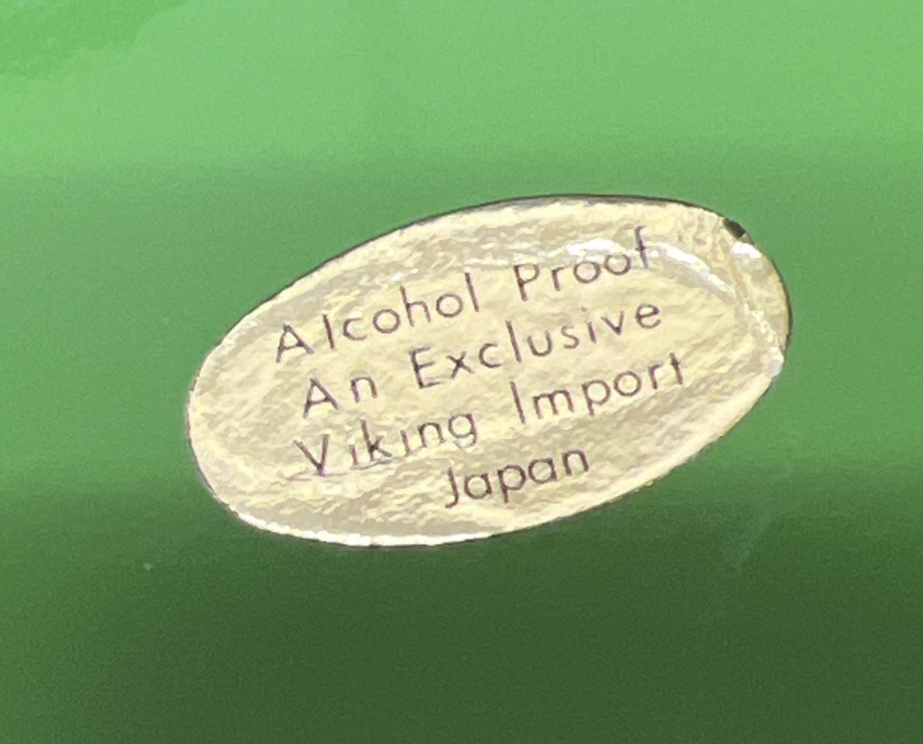 Alcohol Proof
An Exclusive
Viking Import
Japan